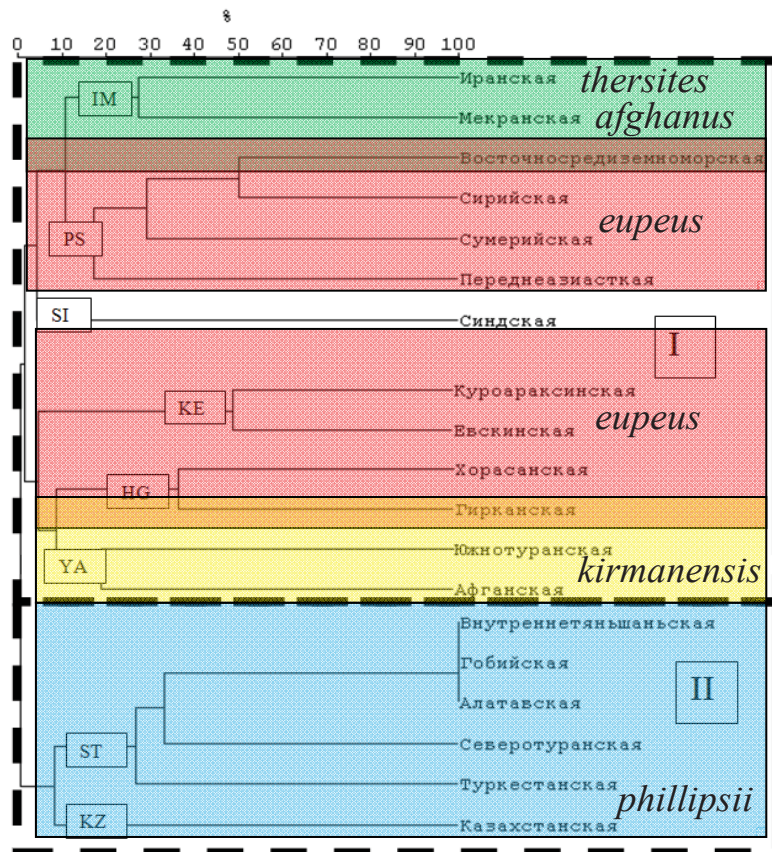 %
0 10 20 30 40 50 60 70 80 90 100
Иранская
thersites
IM
Мекранская
afghanus
Восточносредиземноморская
Сирийская
eupeus
PS
Сумерийская
Переднеазиасткая
SI
Синдская
I
Куроараксинская
KE
eupeus
Евскинская
Хорасанская
HG
Гирканская
Южнотуранская
YA
kirmanensis
Афганская
Внутреннетяньшаньская
Гобийская
II
Алатавская
ST
Северотуранская
Туркестанская
phillipsii
KZ
Казахстанская